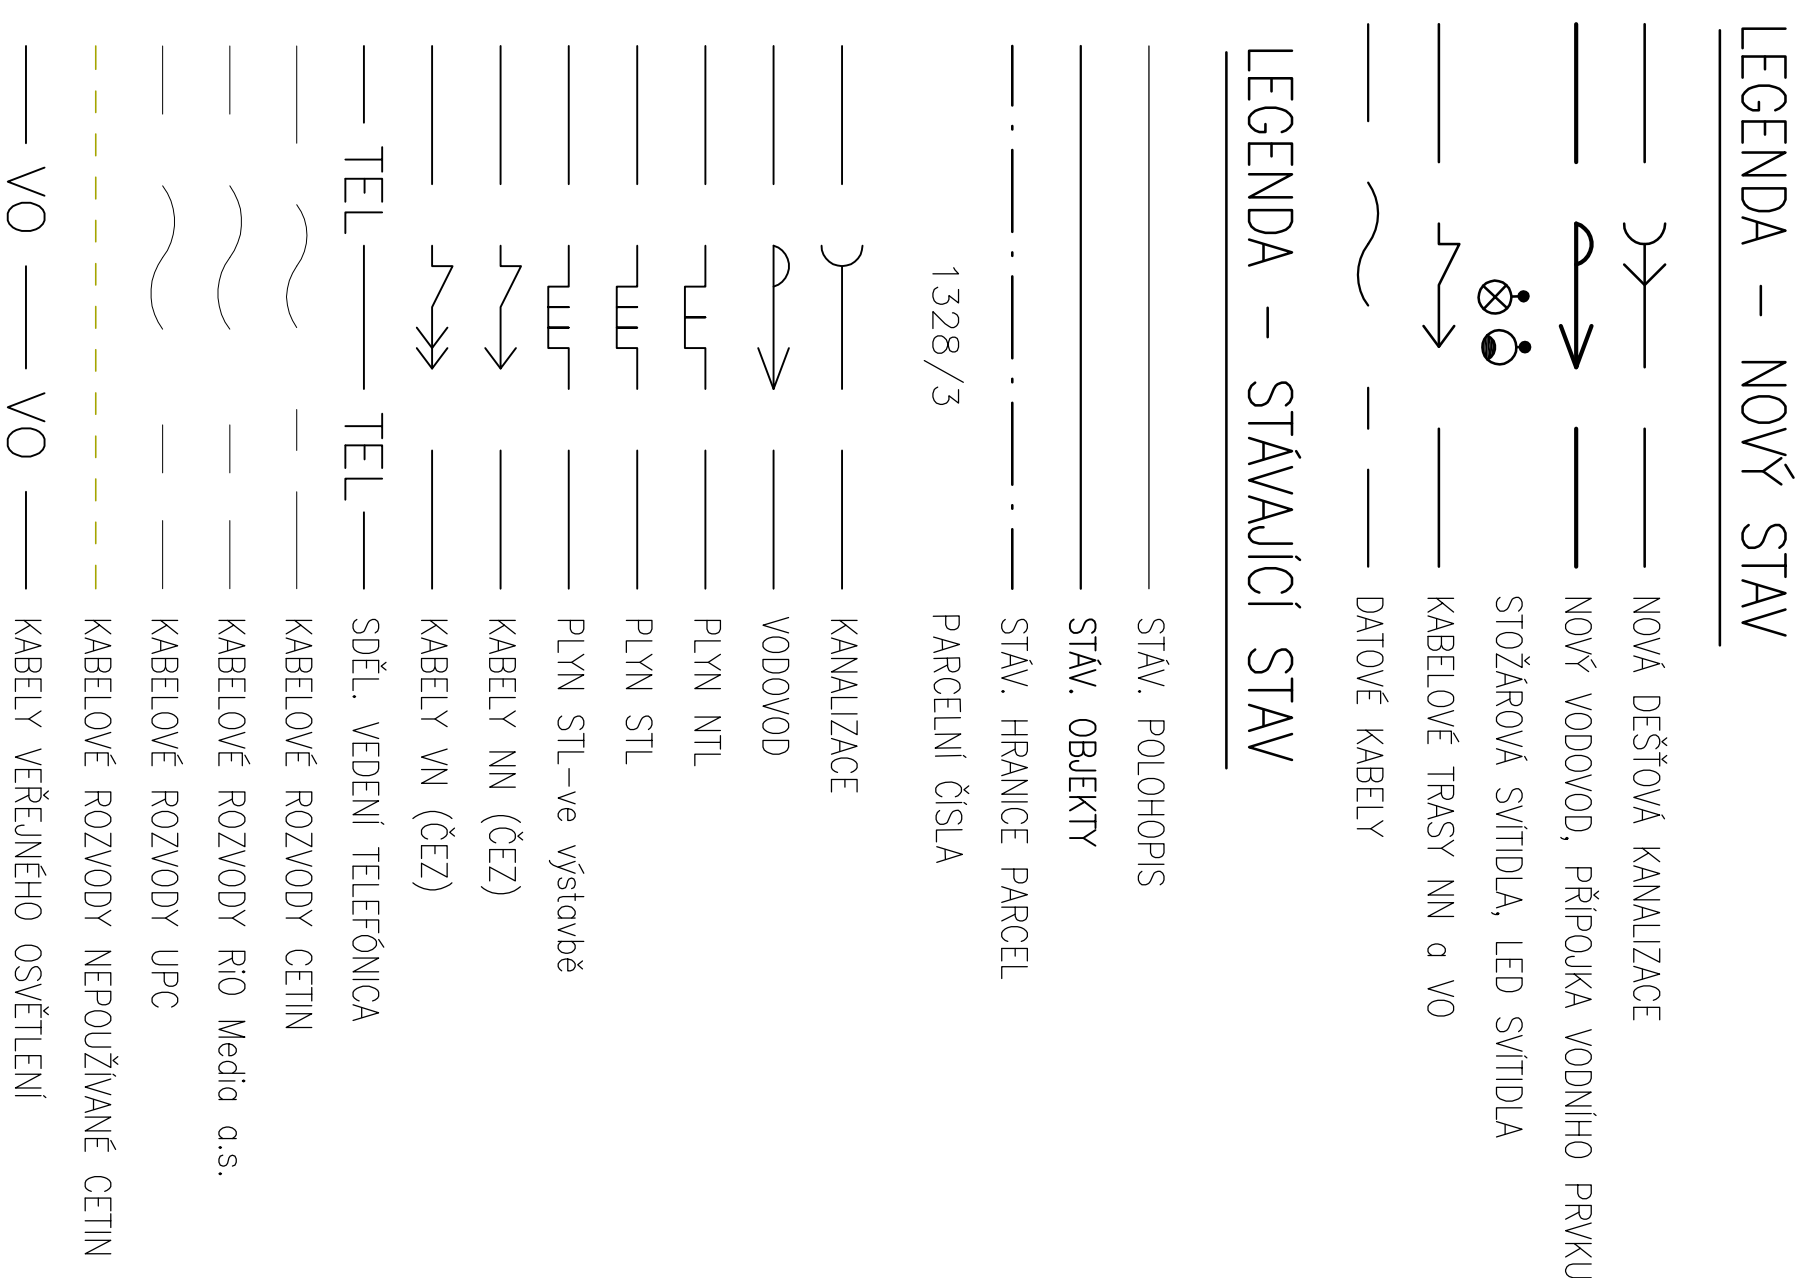 LEGENDA – NOVÝ STAV
NOVÁ DEŠŤOVÁ KANALIZACE
NOVÝ VODOVOD, PŘÍPOJKA VODNÍHO PRVKU
STOŽÁROVÁ SVÍTIDLA, LED SVÍTIDLA
KABELOVÉ TRASY NN a VO
DATOVÉ KABELY
LEGENDA – STÁVAJÍCÍ STAV
STÁV. POLOHOPIS
STÁV. OBJEKTY
STÁV. HRANICE PARCEL
1328/3 PARCELNÍ ČÍSLA
KANALIZACE
VODOVOD
PLYN NTL
PLYN STL
PLYN STL–ve výstavbě
KABELY NN (ČEZ)
KABELY VN (ČEZ)
TEL TEL SDĚL. VEDENÍ TELEFÓNICA
KABELOVÉ ROZVODY CETIN
KABELOVÉ ROZVODY RiO Media a.s.
KABELOVÉ ROZVODY UPC
KABELOVÉ ROZVODY NEPOUŽÍVANÉ CETIN
VO VO KABELY VEŘEJNÉHO OSVĚTLENÍ